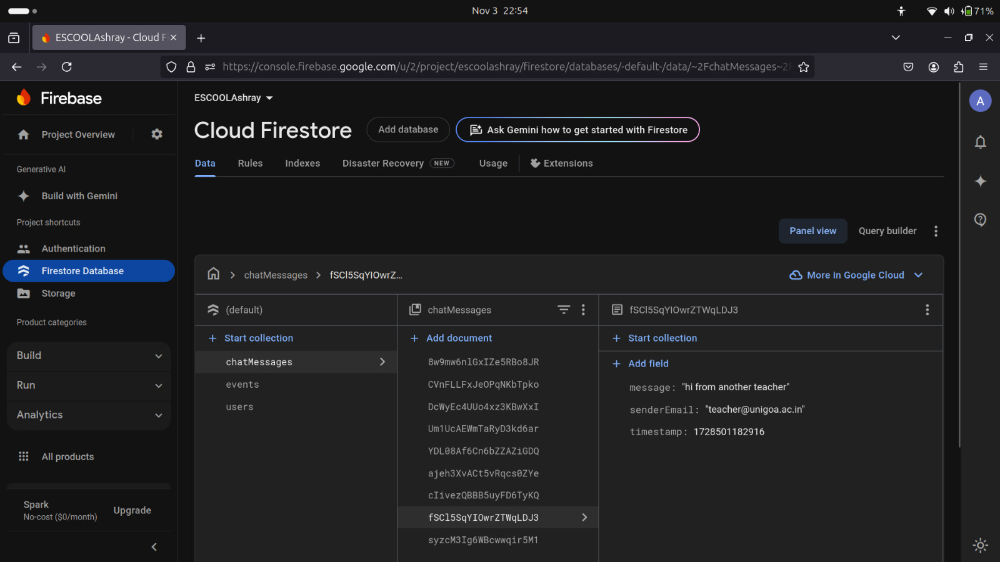 Nov 3 22:54
71%
ESCOOLAshray - Cloud F
https://console.firebase.google.com/u/2/project/escoolashray/firestore/databases/-default-/data/~2FchatMessages~2F
Firebase
Project Overview
Generative AI
Build with Gemini
Project shortcuts
Authentication
Firestore Database
Storage
Product categories
Build
Run
Analytics
All products
Spark
No-cost ($0/month)
Upgrade
ESCOOLAshray
Cloud Firestore
Add database
Ask Gemini how to get started with Firestore
Data
Rules
Indexes
Disaster Recovery NEW
Usage
Extensions
Panel view
Query builder
chatMessages
fSCl5SqYIOwrZ…
More in Google Cloud
(default)
Start collection
chatMessages
events
users
chatMessages
Add document
8w9mw6nlGxIZe5RBo8JR
CVnFLLFxJeOPqNKbTpko
DcWyEc4UUo4xz3KBwXxI
Um1UcAEWmTaRyD3kd6ar
YDL08Af6Cn6bZZAZiGDQ
ajeh3XvACt5vRqcs0ZYe
cIivezQBBB5uyFD6TyKQ
fSCl5SqYIOwrZTWqLDJ3
syzcM3Ig6WBcwwqir5M1
fSCl5SqYIOwrZTWqLDJ3
Start collection
Add field
message: "hi from another teacher"
senderEmail: "teacher@unigoa.ac.in"
timestamp: 1728501182916
A